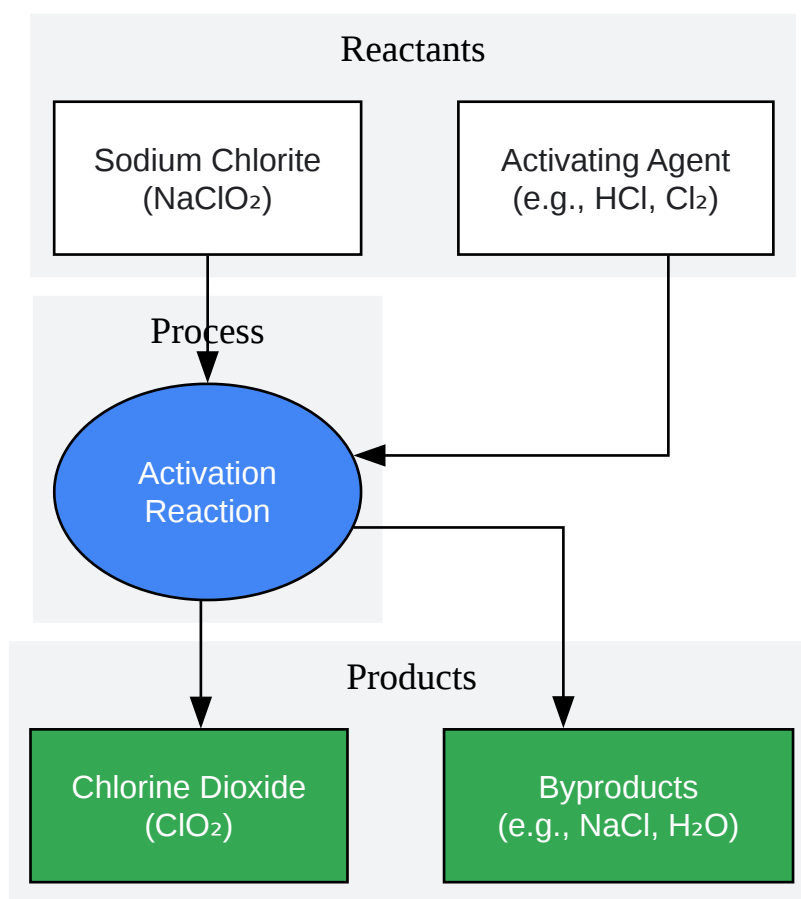 Reactants
Sodium Chlorite
(NaClO₂)
Activating Agent
(e.g., HCl, Cl₂)
Process
Activation
Reaction
Products
Chlorine Dioxide
(ClO₂)
Byproducts
(e.g., NaCl, H₂O)